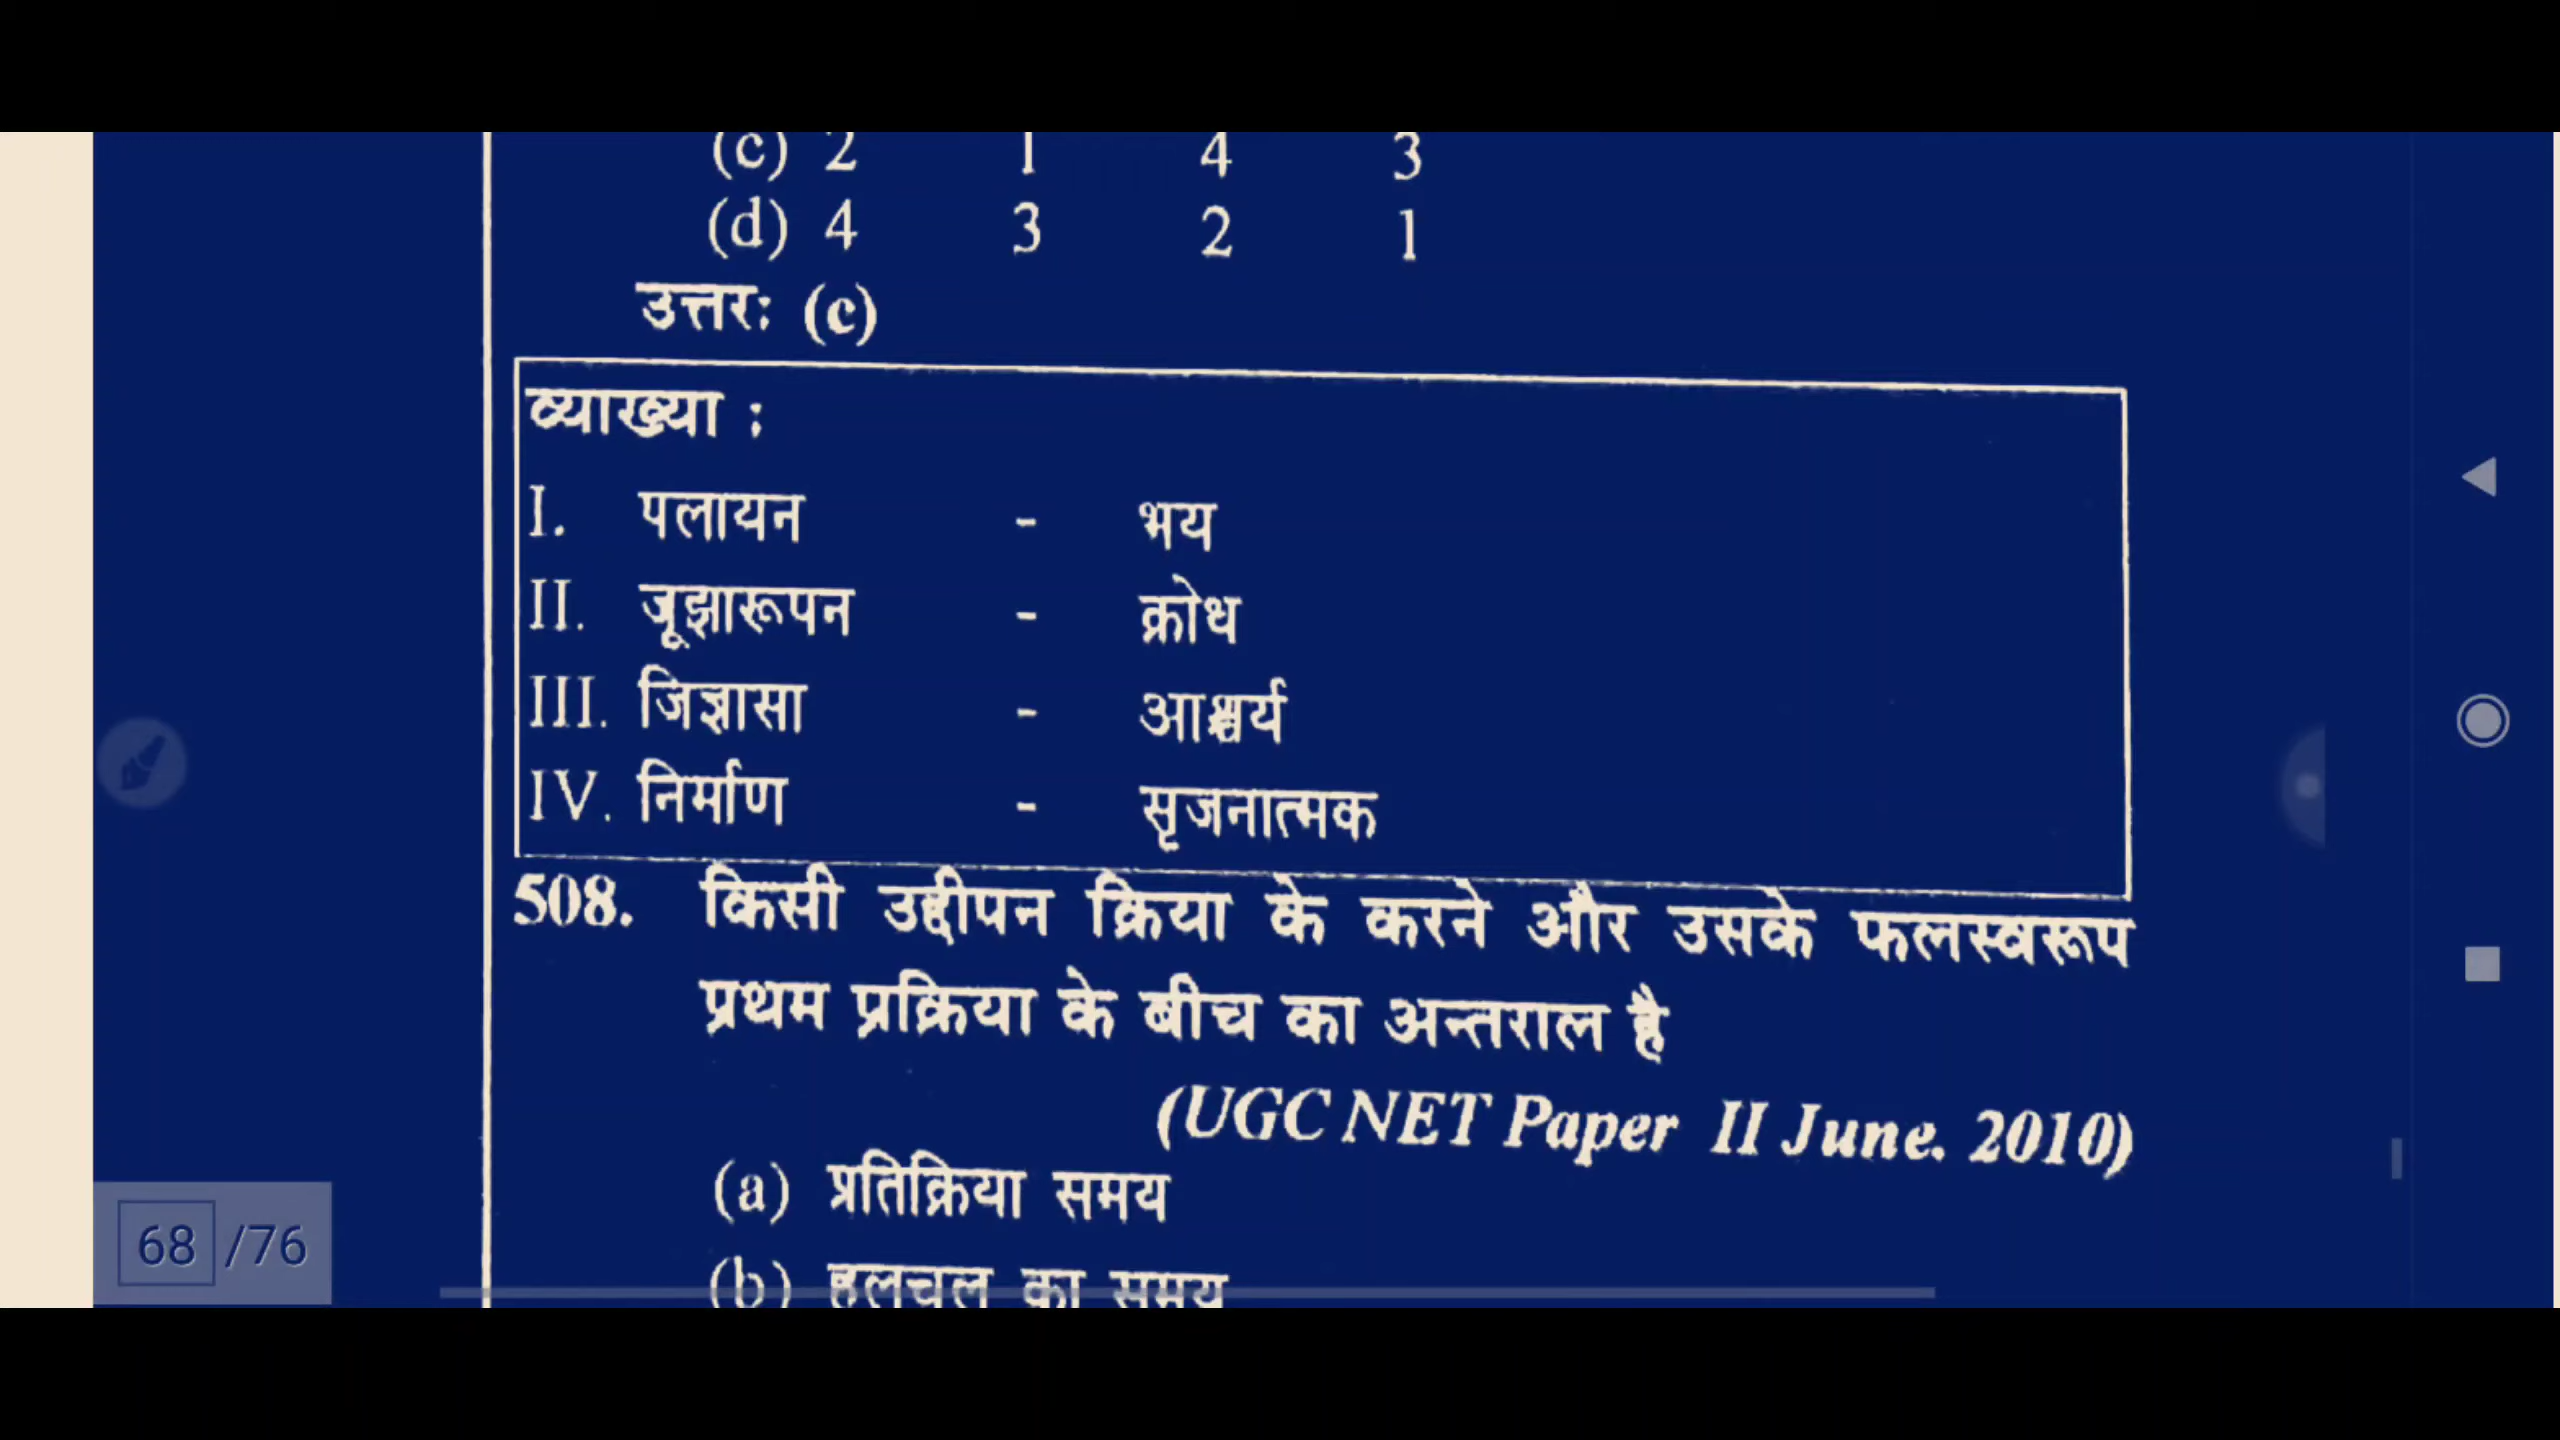 (c) 2 1 4 3
(d) 4 3 2 1
उत्तरः (c)
व्याख्या :
I. पलायन - भय
II. जूझारूपन - क्रोध
III. जिज्ञासा - आश्चर्य
IV. निर्माण - सृजनात्मक
508. किसी उद्दीपन क्रिया के करने और उसके फलस्वरूप
प्रथम प्रक्रिया के बीच का अन्तराल है
(UGC NET Paper II June. 2010)
(a) प्रतिक्रिया समय
(b) हलचल का समय
68 /76